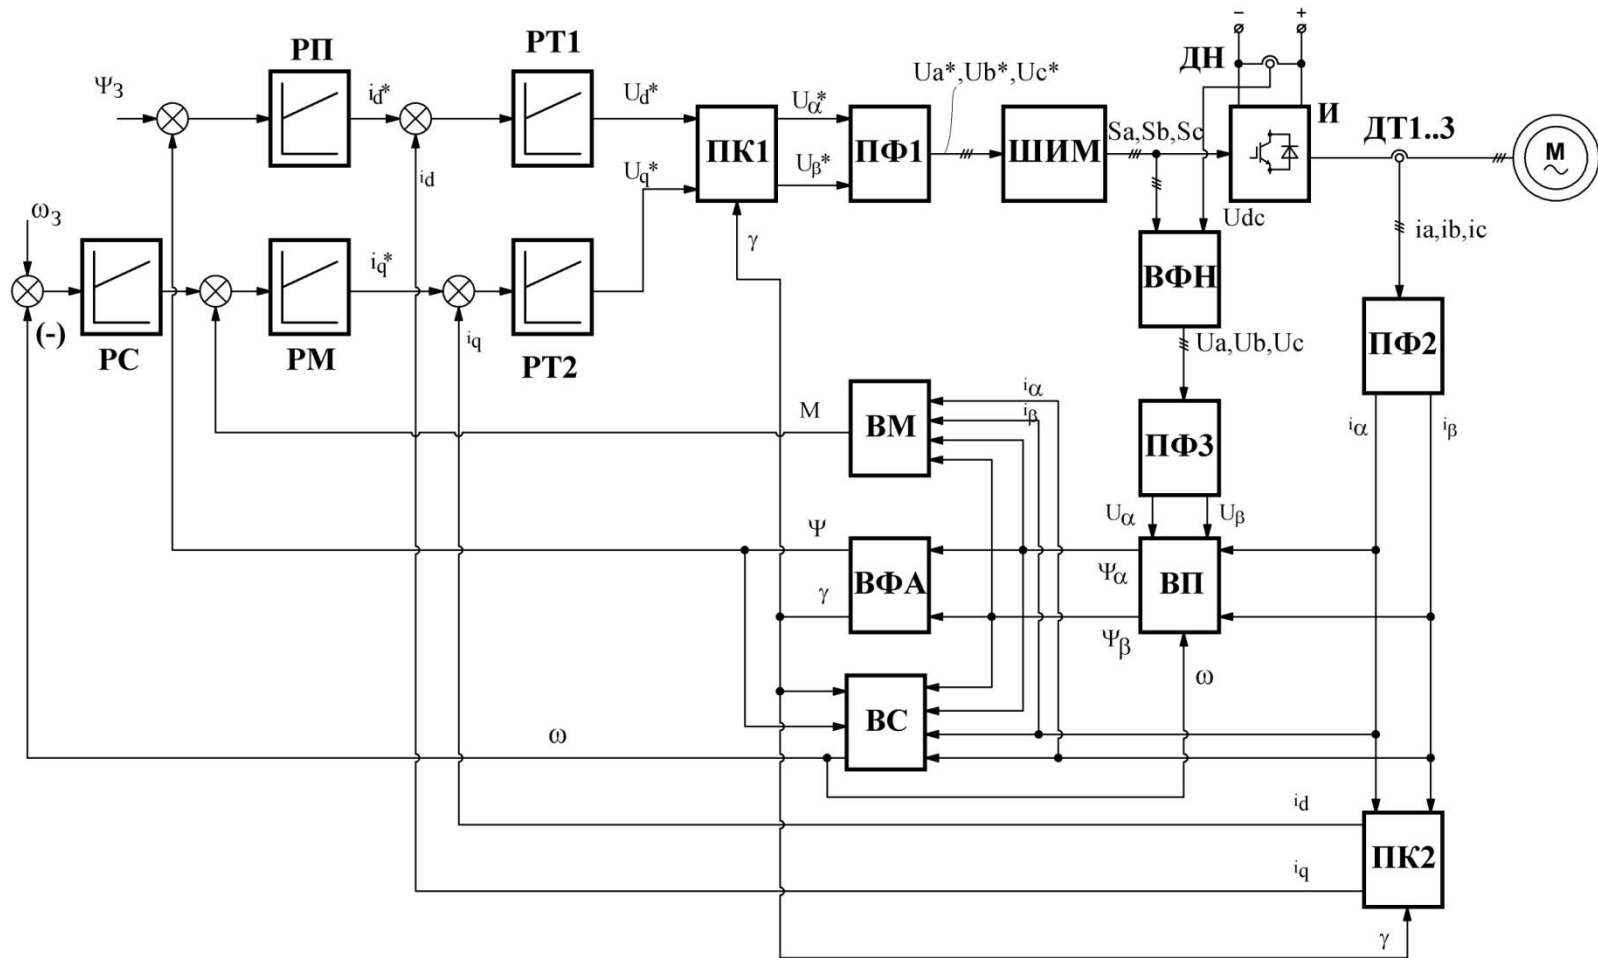 − +
РП
РТ1
ДН
Ua*,Ub*,Uc*
Ψз
id*
Ud*
Uα*
Sa,Sb,Sc
И
ДТ1..3
ПК1
ПФ1
ШИМ
M
~
id
Uq*
Uβ*
ωз
Udc
ia,ib,ic
γ
iq*
ВФН
(-)
iq
РС
РМ
РТ2
Ua,Ub,Uc
ПФ2
iα
M
iβ
ВМ
iα
iβ
ПФ3
Uα
Uβ
Ψ
Ψα
ВФА
ВП
γ
Ψβ
ω
ВС
ω
id
ПК2
iq
γ